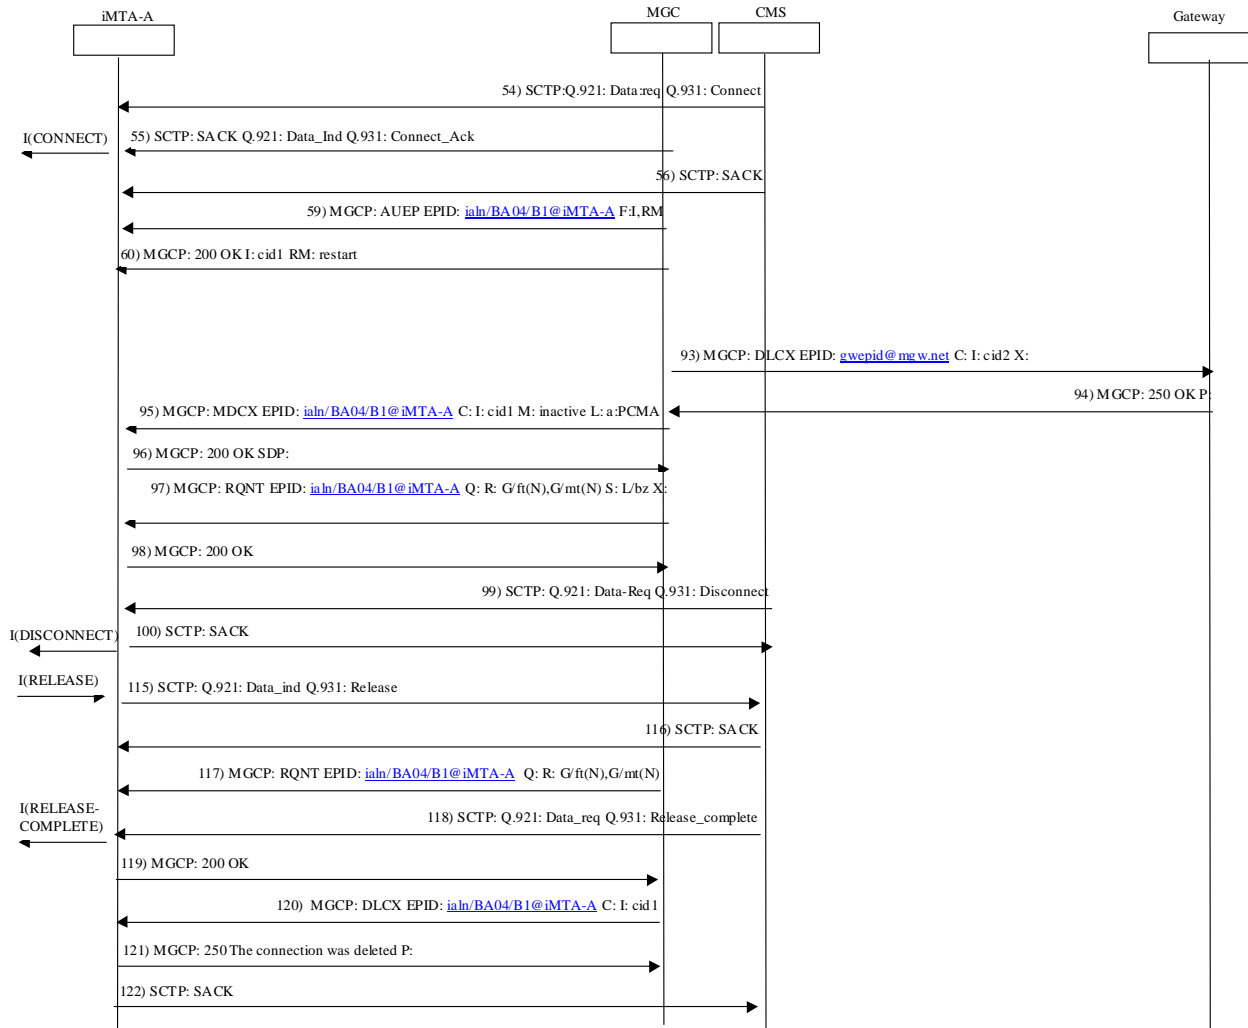 iMTA-A
MGC
CMS
Gateway
54) SCTP:Q.921: Data:req Q.931: Connect
I(CONNECT)
55) SCTP: SACK Q.921: Data_Ind Q.931: Connect_Ack
56) SCTP: SACK
59) MGCP: AUEP EPID: ialn/BA04/B1@iMTA-A F:I,RM
60) MGCP: 200 OK I: cid1 RM: restart
93) MGCP: DLCX EPID: gwepid@mgw.net C: I: cid2 X:
94) MGCP: 250 OK P:
95) MGCP: MDCX EPID: ialn/BA04/B1@iMTA-A C: I: cid1 M: inactive L: a:PCMA
96) MGCP: 200 OK SDP:
97) MGCP: RQNT EPID: ialn/BA04/B1@iMTA-A Q: R: G/ft(N),G/mt(N) S: L/bz X:
98) MGCP: 200 OK
99) SCTP: Q.921: Data-Req Q.931: Disconnect
I(DISCONNECT)
100) SCTP: SACK
I(RELEASE)
115) SCTP: Q.921: Data_ind Q.931: Release
116) SCTP: SACK
117) MGCP: RQNT EPID: ialn/BA04/B1@iMTA-A Q: R: G/ft(N),G/mt(N)
I(RELEASE-
COMPLETE)
118) SCTP: Q.921: Data_req Q.931: Release_complete
119) MGCP: 200 OK
120) MGCP: DLCX EPID: ialn/BA04/B1@iMTA-A C: I: cid1
121) MGCP: 250 The connection was deleted P:
122) SCTP: SACK